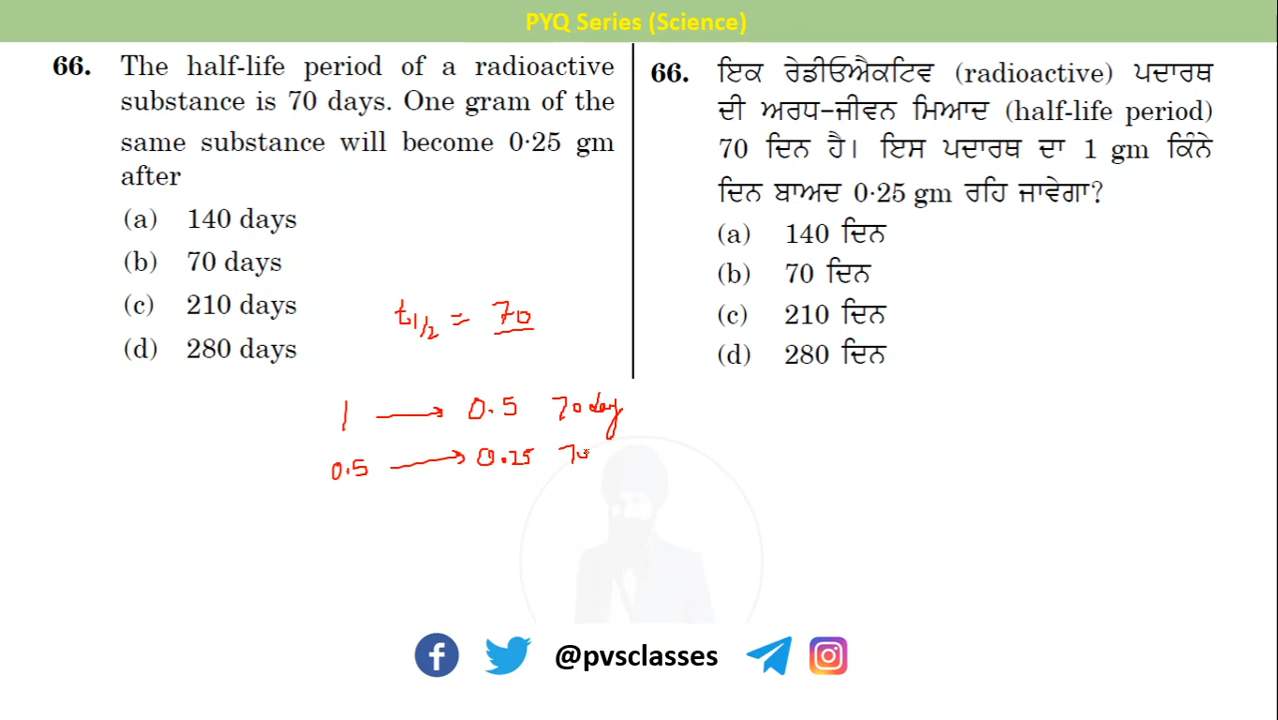 PYQ Series (Science)
66. The half-life period of a radioactive
substance is 70 days. One gram of the
same substance will become 0·25 gm
after
(a) 140 days
(b) 70 days
(c) 210 days
(d) 280 days
t1/2 = 70
1 → 0.5 70 day
0.5 → 0.25 70
66. ਇਕ ਰੇਡੀਓਐਕਟਿਵ (radioactive) ਪਦਾਰਥ
ਦੀ ਅਰਧ-ਜੀਵਨ ਮਿਆਦ (half-life period)
70 ਦਿਨ ਹੈ। ਇਸ ਪਦਾਰਥ ਦਾ 1 gm ਕਿੰਨੇ
ਦਿਨ ਬਾਅਦ 0·25 gm ਰਹਿ ਜਾਵੇਗਾ?
(a) 140 ਦਿਨ
(b) 70 ਦਿਨ
(c) 210 ਦਿਨ
(d) 280 ਦਿਨ
@pvsclasses